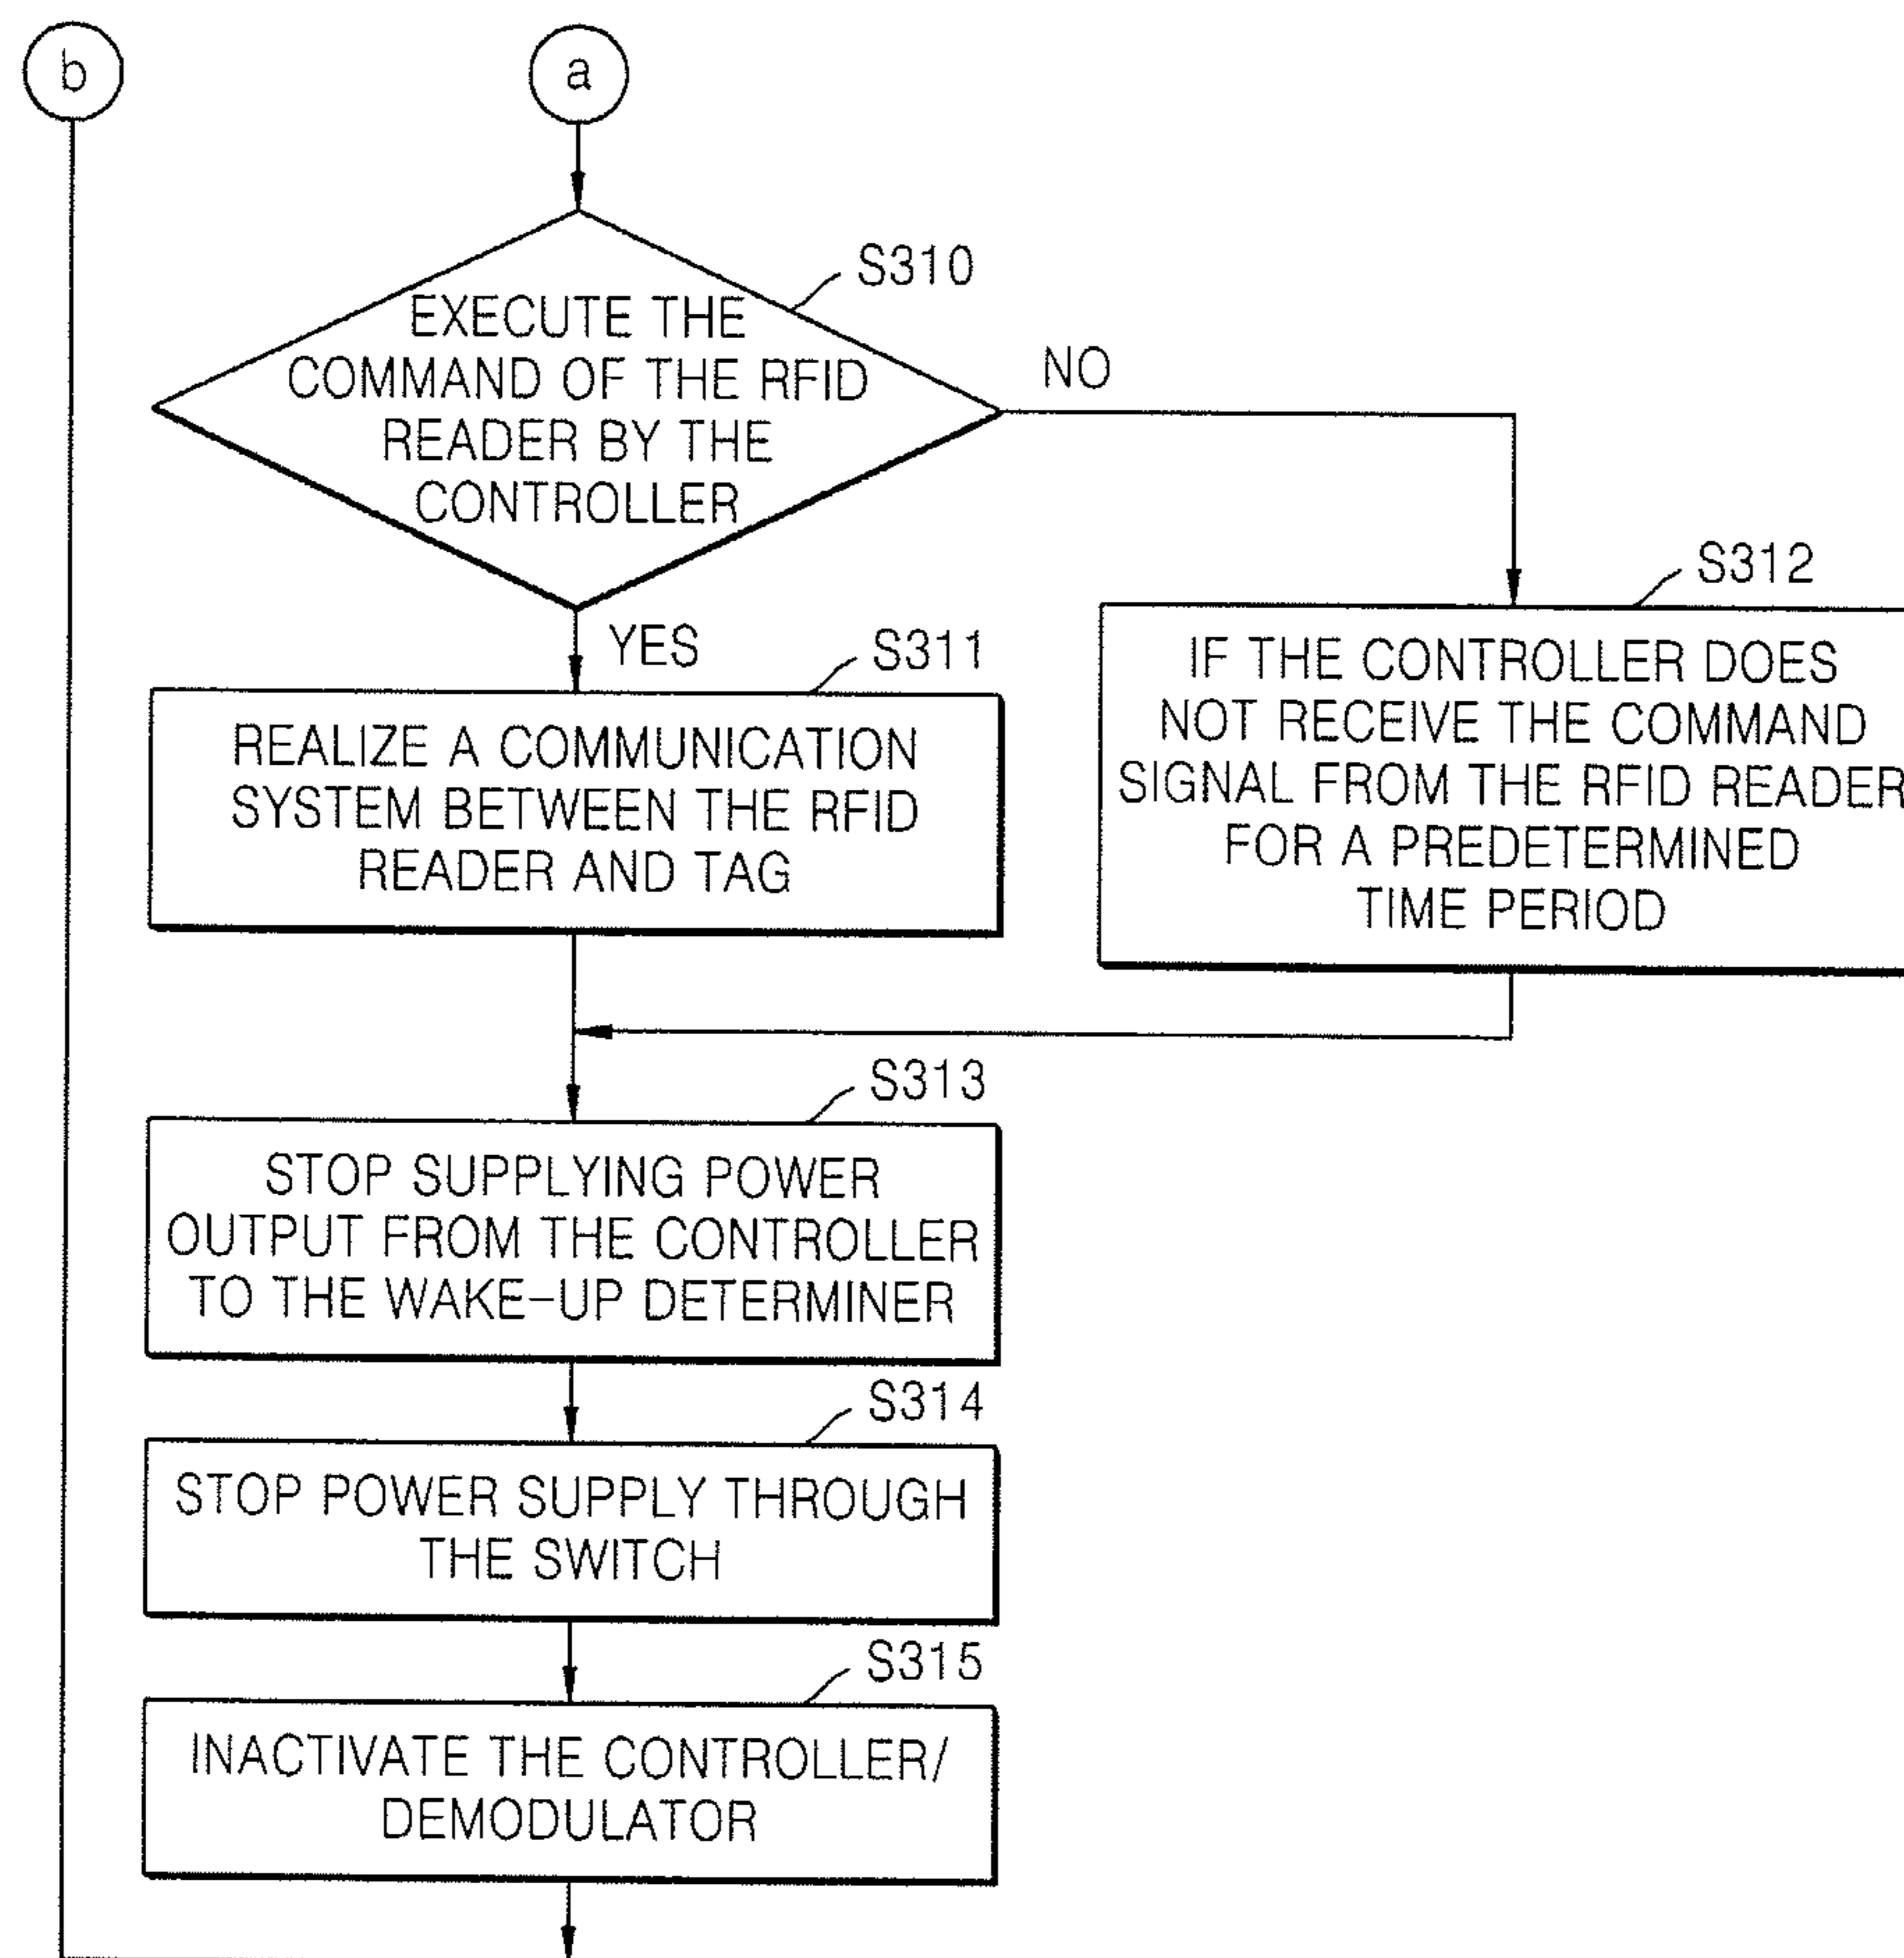 b
a
S310
EXECUTE THE
COMMAND OF THE RFID
READER BY THE
CONTROLLER
NO
YES
S311
REALIZE A COMMUNICATION
SYSTEM BETWEEN THE RFID
READER AND TAG
S312
IF THE CONTROLLER DOES
NOT RECEIVE THE COMMAND
SIGNAL FROM THE RFID READER
FOR A PREDETERMINED
TIME PERIOD
S313
STOP SUPPLYING POWER
OUTPUT FROM THE CONTROLLER
TO THE WAKE-UP DETERMINER
S314
STOP POWER SUPPLY THROUGH
THE SWITCH
S315
INACTIVATE THE CONTROLLER/
DEMODULATOR